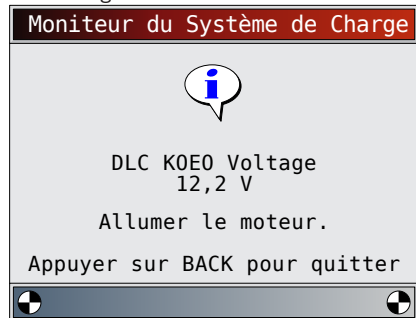 Moniteur du Système de Charge
i
DLC KOEO Voltage
12,2 V
Allumer le moteur.
Appuyer sur BACK pour quitter